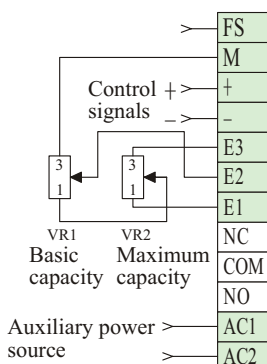 FS
M
Control + +
signals – –
E3
3 3 E2
1 1 E1
VR1 VR2 NC
Basic Maximum
capacity capacity COM
NO
Auxiliary power AC1
source AC2